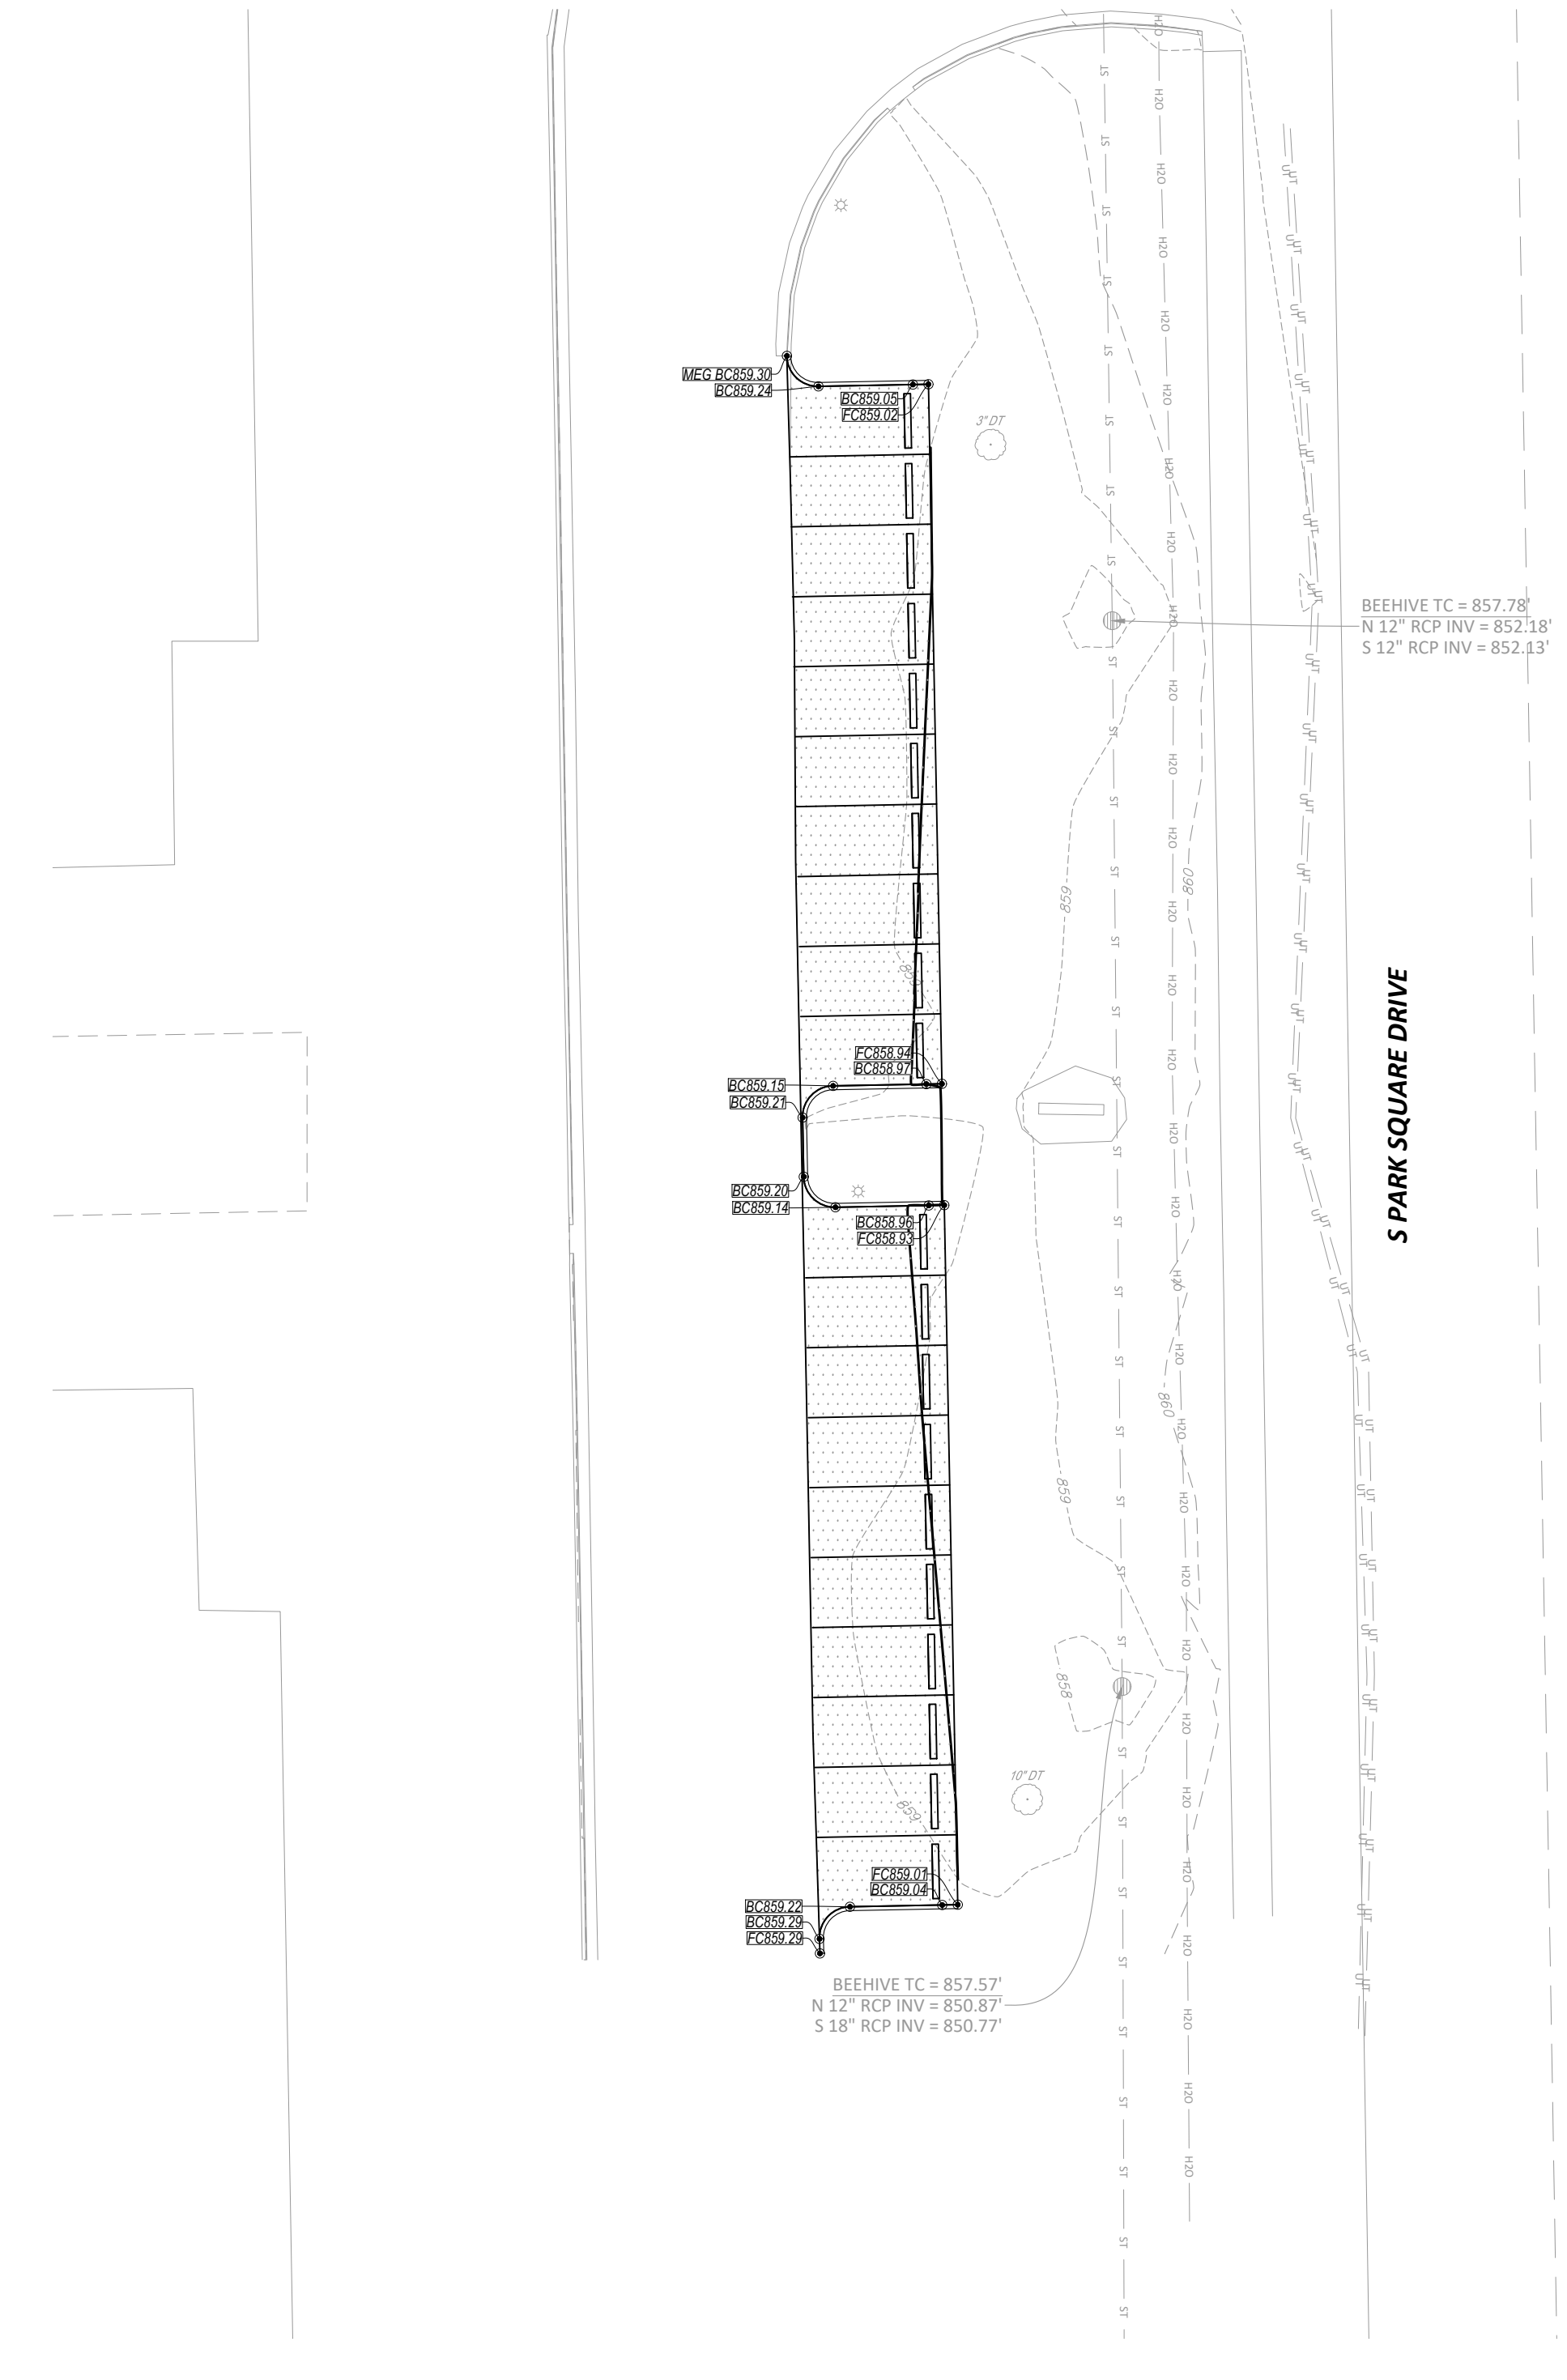 MEG BC859.30
BC859.24
BC859.05
FC859.02
3" DT
BEEHIVE TC = 857.78'
N 12" RCP INV = 852.18'
S 12" RCP INV = 852.13'
859
860
859
S PARK SQUARE DRIVE
FC858.94
BC858.97
BC859.15
BC859.21
BC859.20
BC859.14
BC858.96
FC858.93
860
859
858
10" DT
859
FC859.01
BC859.04
BC859.22
BC859.29
FC859.29
BEEHIVE TC = 857.57'
N 12" RCP INV = 850.87'
S 18" RCP INV = 850.77'
ST
H2O
UT